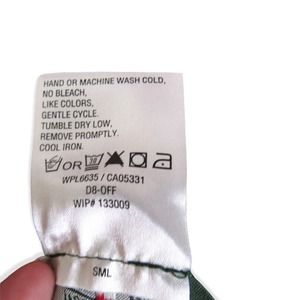 HAND OR MACHINE WASH COLD,
NO BLEACH,
LIKE COLORS,
GENTLE CYCLE.
TUMBLE DRY LOW.
REMOVE PROMPTLY.
COOL IRON.
OR
WPL6635 / CA05331
D8-OFF
WIP# 133009
SML